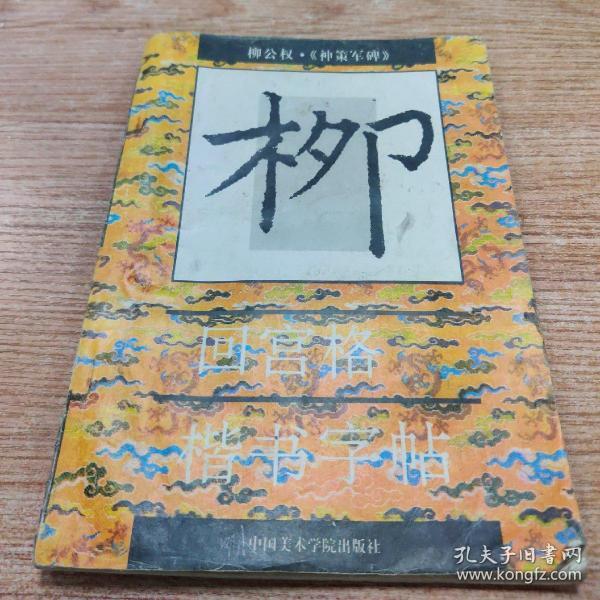 柳公权·《神策军碑》
柳
回宫格
楷书字帖
中国美术学院出版社
孔夫子旧书网
www.kongfz.com